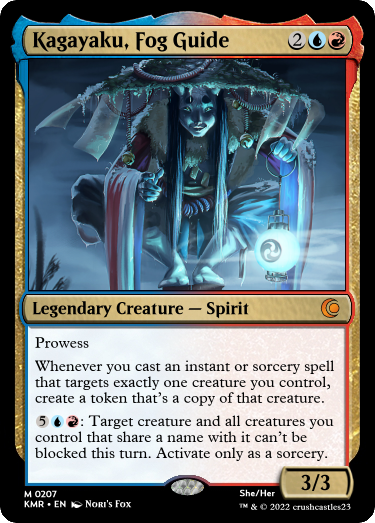 Kagayaku, Fog Guide 2
Legendary Creature — Spirit
Prowess
Whenever you cast an instant or sorcery spell
that targets exactly one creature you control,
create a token that's a copy of that creature.
5: Target creature and all creatures you
control that share a name with it can't be
blocked this turn. Activate only as a sorcery.
3/3
M 0207 She/Her
KMR • EN Nori's Fox ™ & © 2022 crushcastles23